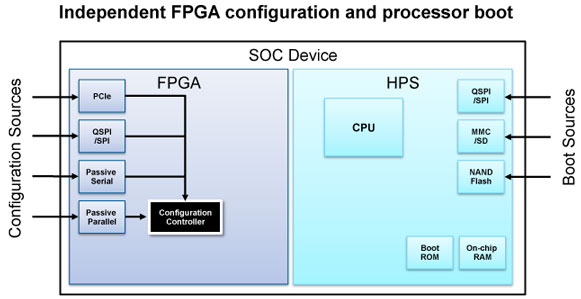 Independent FPGA configuration and processor boot
SOC Device
Configuration Sources
FPGA
PCIe
QSPI
/SPI
Passive
Serial
Passive
Parallel
Configuration
Controller
HPS
CPU
QSPI
/SPI
MMC
/SD
NAND
Flash
Boot
ROM
On-chip
RAM
Boot Sources